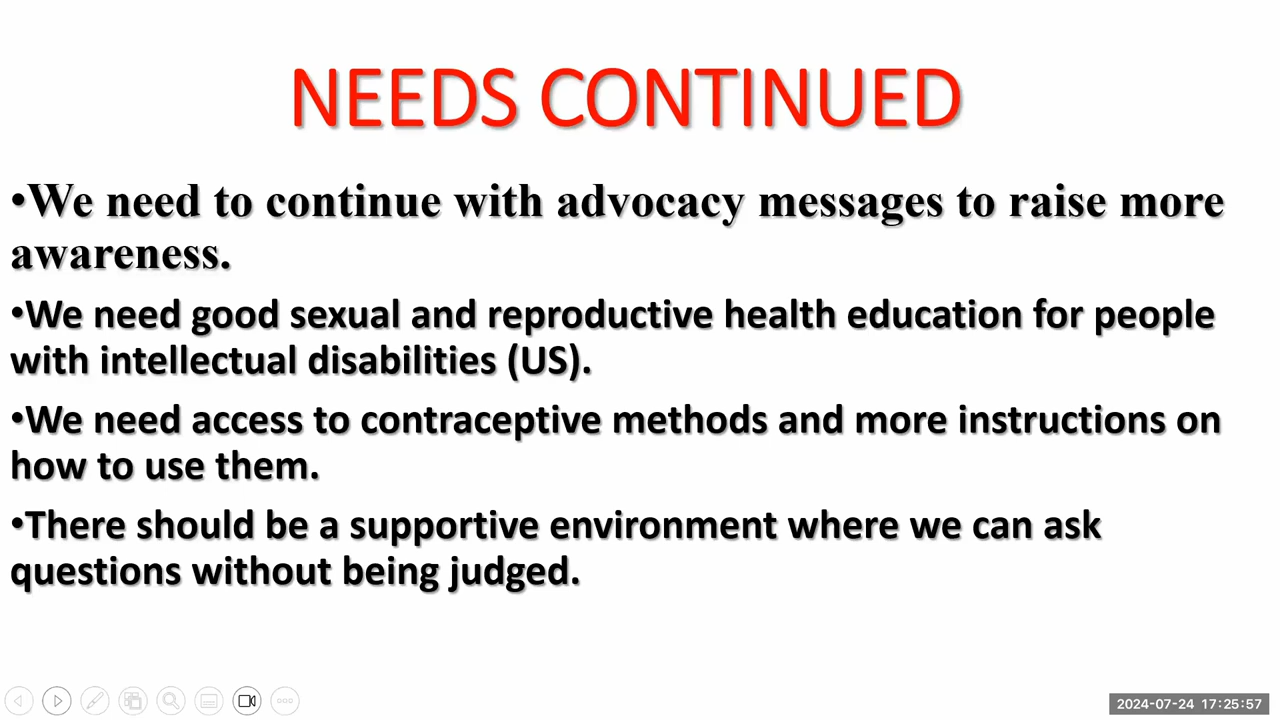 NEEDS CONTINUED
•We need to continue with advocacy messages to raise more
awareness.
•We need good sexual and reproductive health education for people
with intellectual disabilities (US).
•We need access to contraceptive methods and more instructions on
how to use them.
•There should be a supportive environment where we can ask
questions without being judged.
2024-07-24 17:25:57